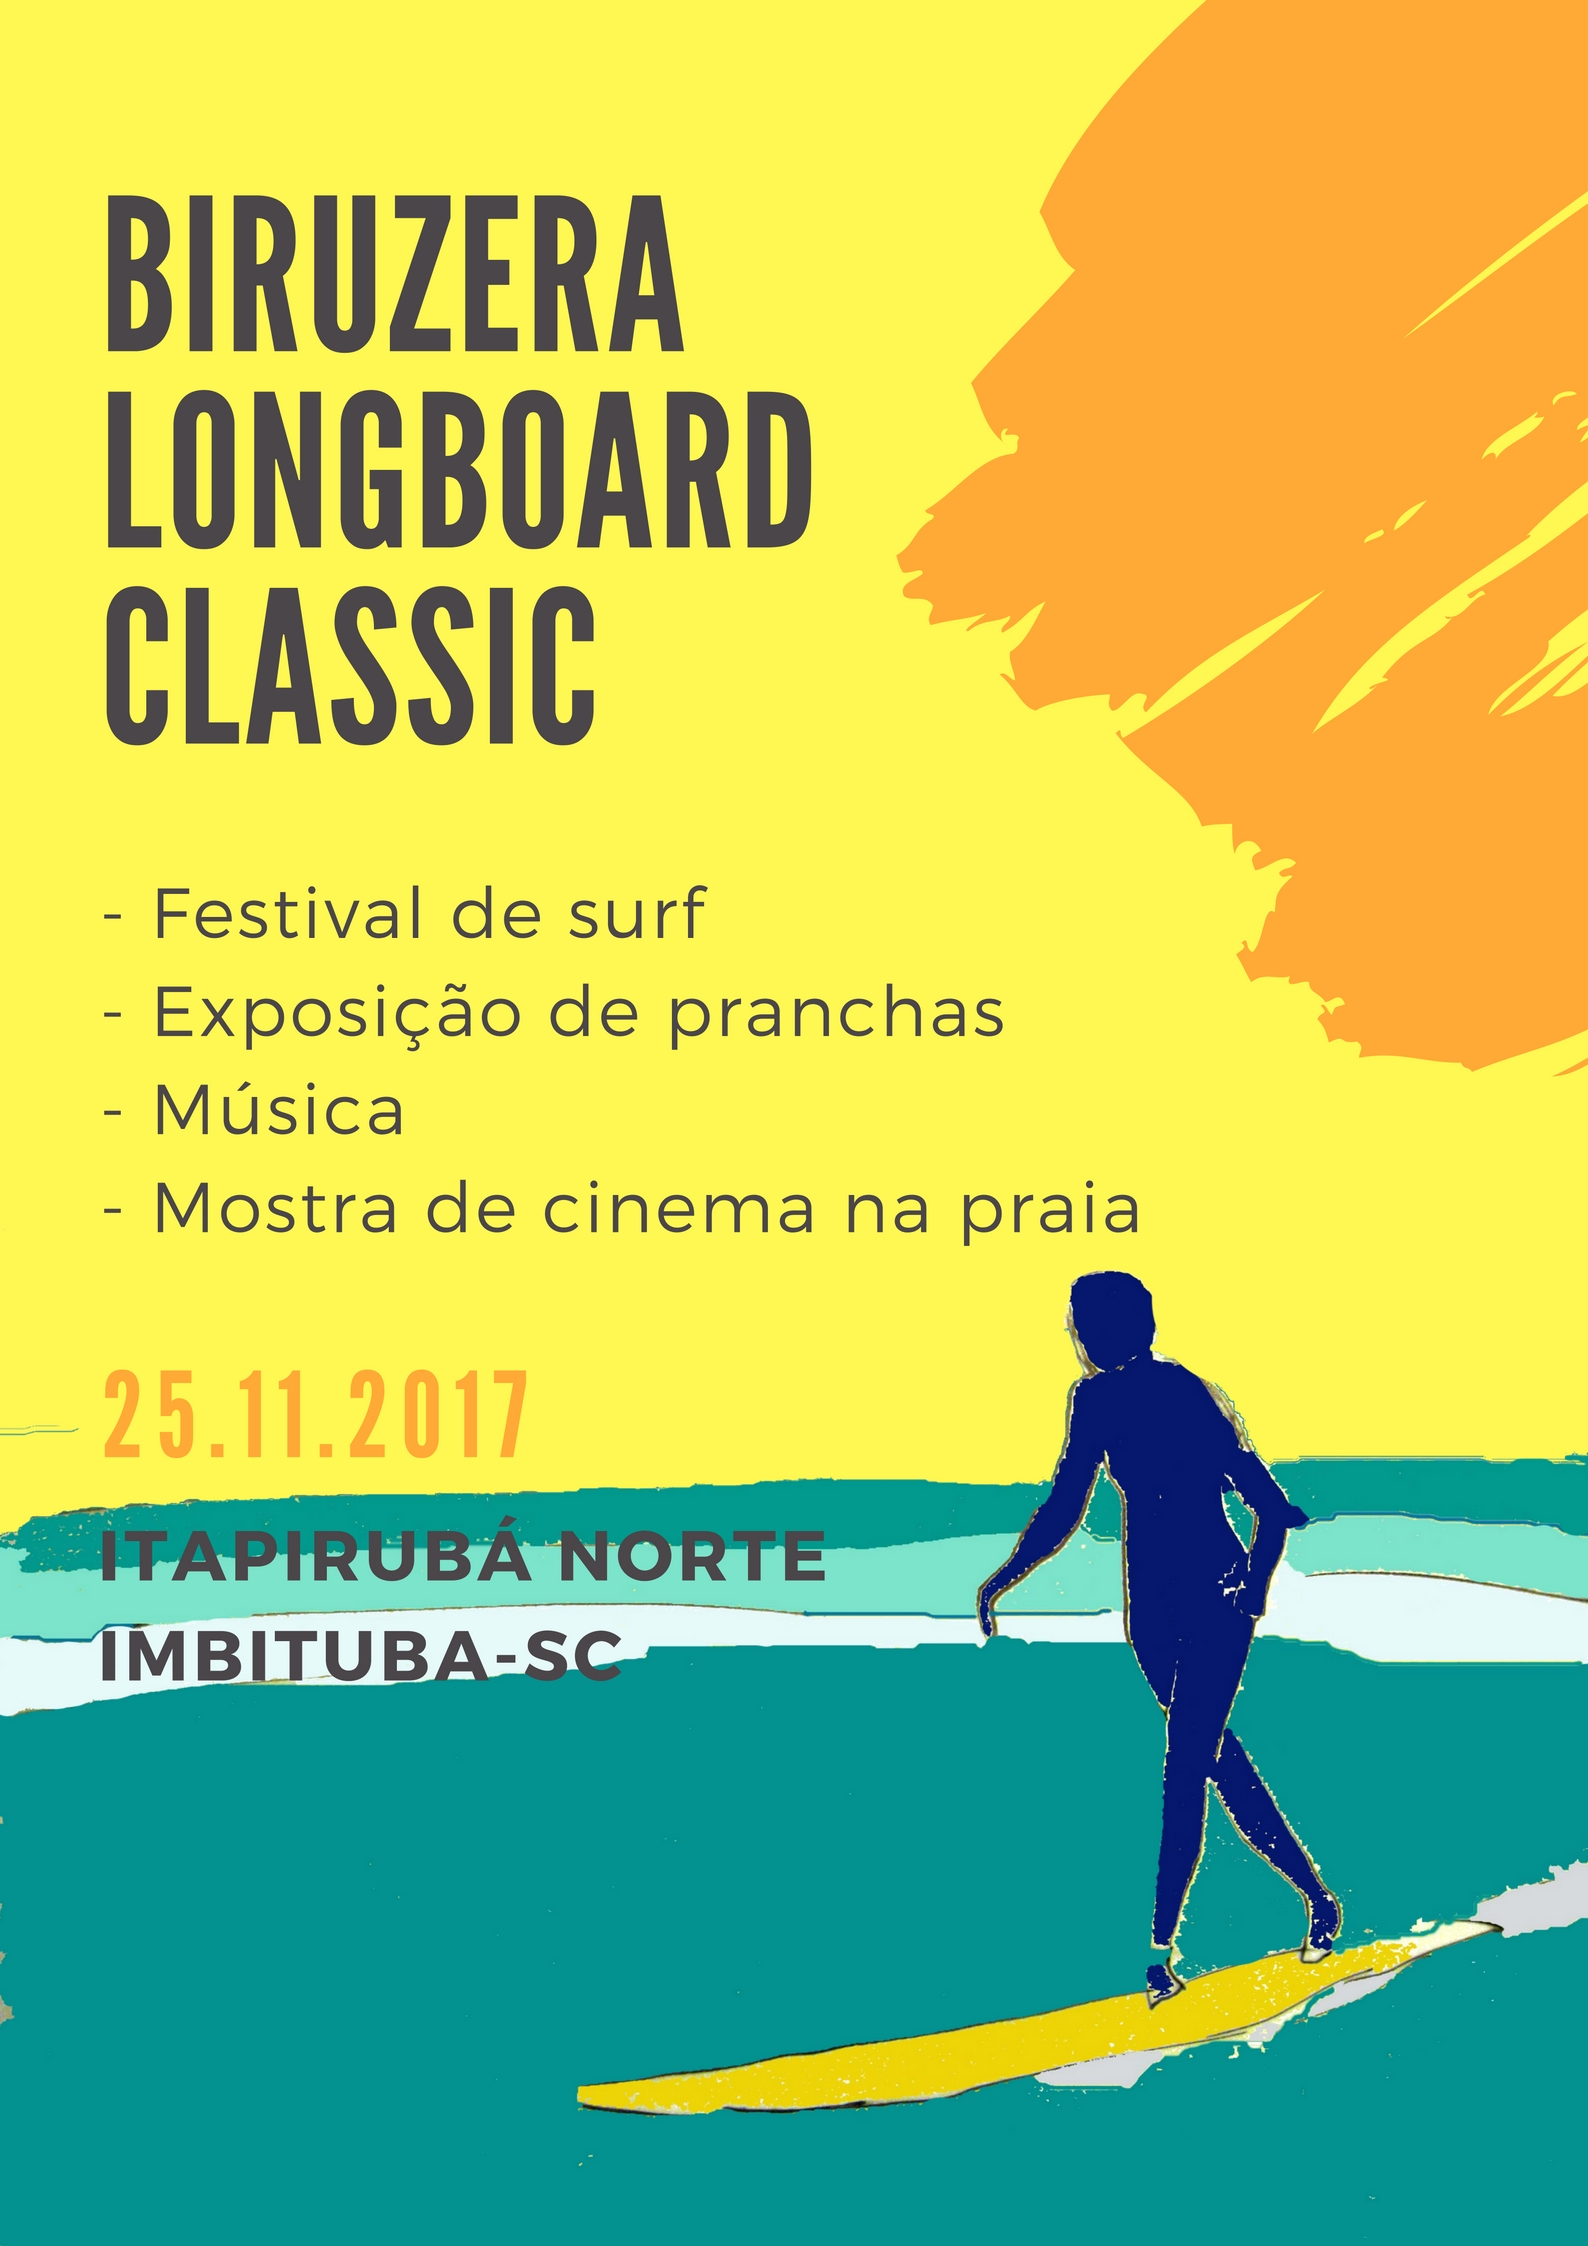 BIRUZERA
LONGBOARD
CLASSIC
- Festival de surf
- Exposição de pranchas
- Música
- Mostra de cinema na praia
25.11.2017
ITAPIRUBÁ NORTE
IMBITUBA-SC